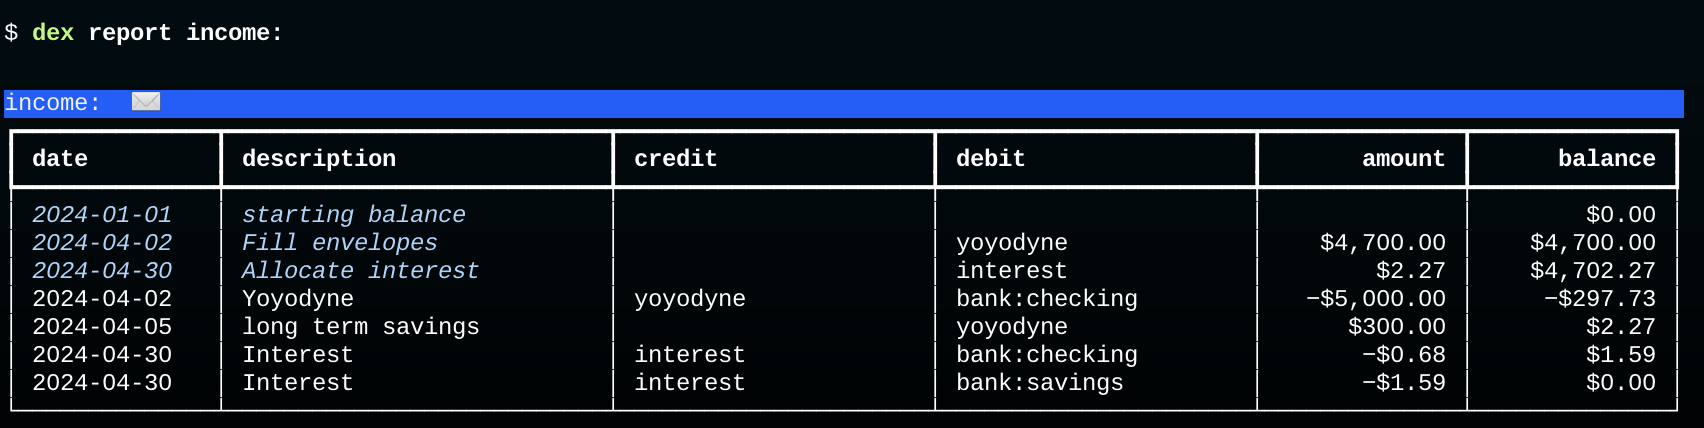 $ dex report income:
income: ✉
date description credit debit amount balance
2024-01-01 starting balance $0.00
2024-04-02 Fill envelopes yoyodyne $4,700.00 $4,700.00
2024-04-30 Allocate interest interest $2.27 $4,702.27
2024-04-02 Yoyodyne yoyodyne bank:checking −$5,000.00 −$297.73
2024-04-05 long term savings yoyodyne $300.00 $2.27
2024-04-30 Interest interest bank:checking −$0.68 $1.59
2024-04-30 Interest interest bank:savings −$1.59 $0.00